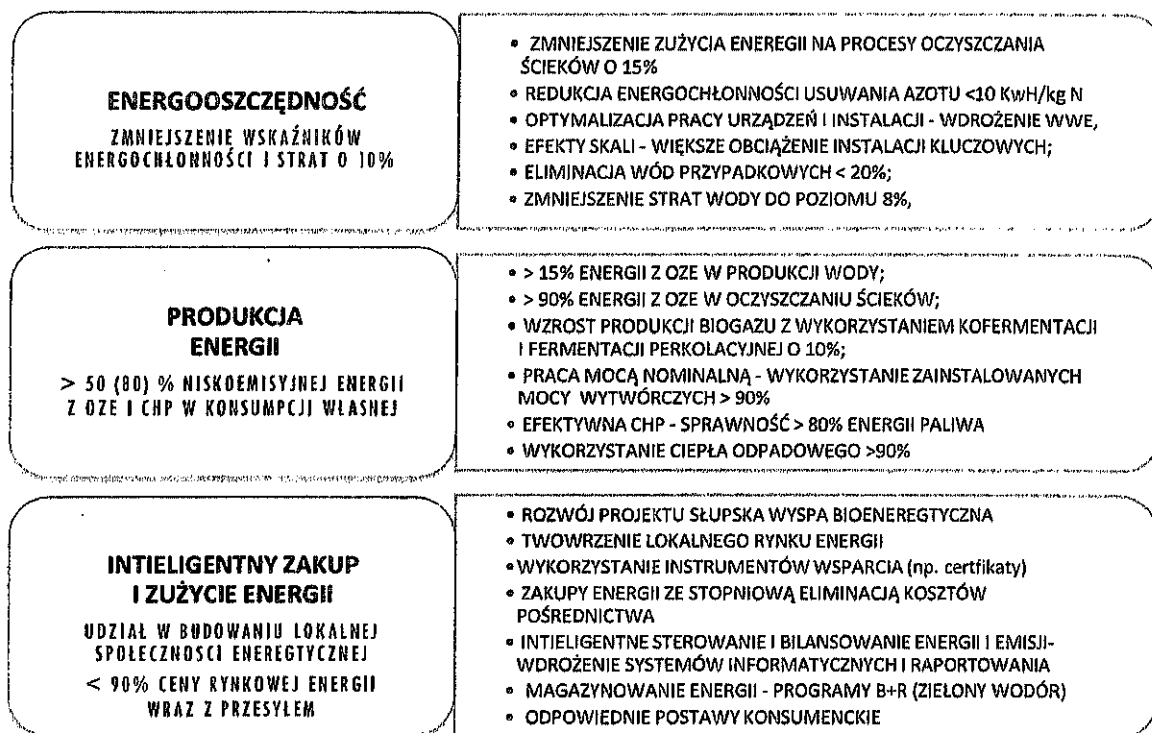 ENERGOOSZCZĘDNOŚĆ
ZMNIEJSZENIE WSKAŹNIKÓW
ENERGOCHŁONNOŚCI I STRAT O 10%
• ZMNIEJSZENIE ZUŻYCIA ENEREGII NA PROCESY OCZYSZCZANIA
ŚCIEKÓW O 15%
• REDUKCJA ENERGOCHŁONNOŚCI USUWANIA AZOTU <10 KwH/kg N
• OPTYMALIZACJA PRACY URZĄDZEŃ I INSTALACJI - WDROŻENIE WWE,
• EFEKTY SKALI - WIĘKSZE OBCIĄŻENIE INSTALACJI KLUCZOWYCH;
• ELIMINACJA WÓD PRZYPADKOWYCH < 20%;
• ZMNIEJSZENIE STRAT WODY DO POZIOMU 8%,
PRODUKCJA
ENERGII
> 50 (80) % NISKOEMISYJNEJ ENERGII
Z OZE I CHP W KONSUMPCJI WŁASNEJ
• > 15% ENERGII Z OZE W PRODUKCJI WODY;
• > 90% ENERGII Z OZE W OCZYSZCZANIU ŚCIEKÓW;
• WZROST PRODUKCJI BIOGAZU Z WYKORZYSTANIEM KOFERMENTACJI
I FERMENTACJI PERKOLACYJNEJ O 10%;
• PRACA MOCĄ NOMINALNĄ - WYKORZYSTANIE ZAINSTALOWANYCH
MOCY WYTWÓRCZYCH > 90%
• EFEKTYWNA CHP - SPRAWNOŚĆ > 80% ENERGII PALIWA
• WYKORZYSTANIE CIEPŁA ODPADOWEGO >90%
INTIELIGENTNY ZAKUP
I ZUŻYCIE ENERGII
UDZIAŁ W BUDOWANIU LOKALNEJ
SPOŁECZNOSCI ENEREGTYCZNEJ
< 90% CENY RYNKOWEJ ENERGII
WRAZ Z PRZESYŁEM
• ROZWÓJ PROJEKTU SŁUPSKA WYSPA BIOENEREGTYCZNA
• TWOWRZENIE LOKALNEGO RYNKU ENERGII
• WYKORZYSTANIE INSTRUMENTÓW WSPARCIA (np. certfikaty)
• ZAKUPY ENERGII ZE STOPNIOWĄ ELIMINACJĄ KOSZTÓW
POŚREDNICTWA
• INTIELIGENTNE STEROWANIE I BILANSOWANIE ENERGII I EMISJI-
WDROŻENIE SYSTEMÓW INFORMATYCZNYCH I RAPORTOWANIA
• MAGAZYNOWANIE ENERGII - PROGRAMY B+R (ZIELONY WODÓR)
• ODPOWIEDNIE POSTAWY KONSUMENCKIE